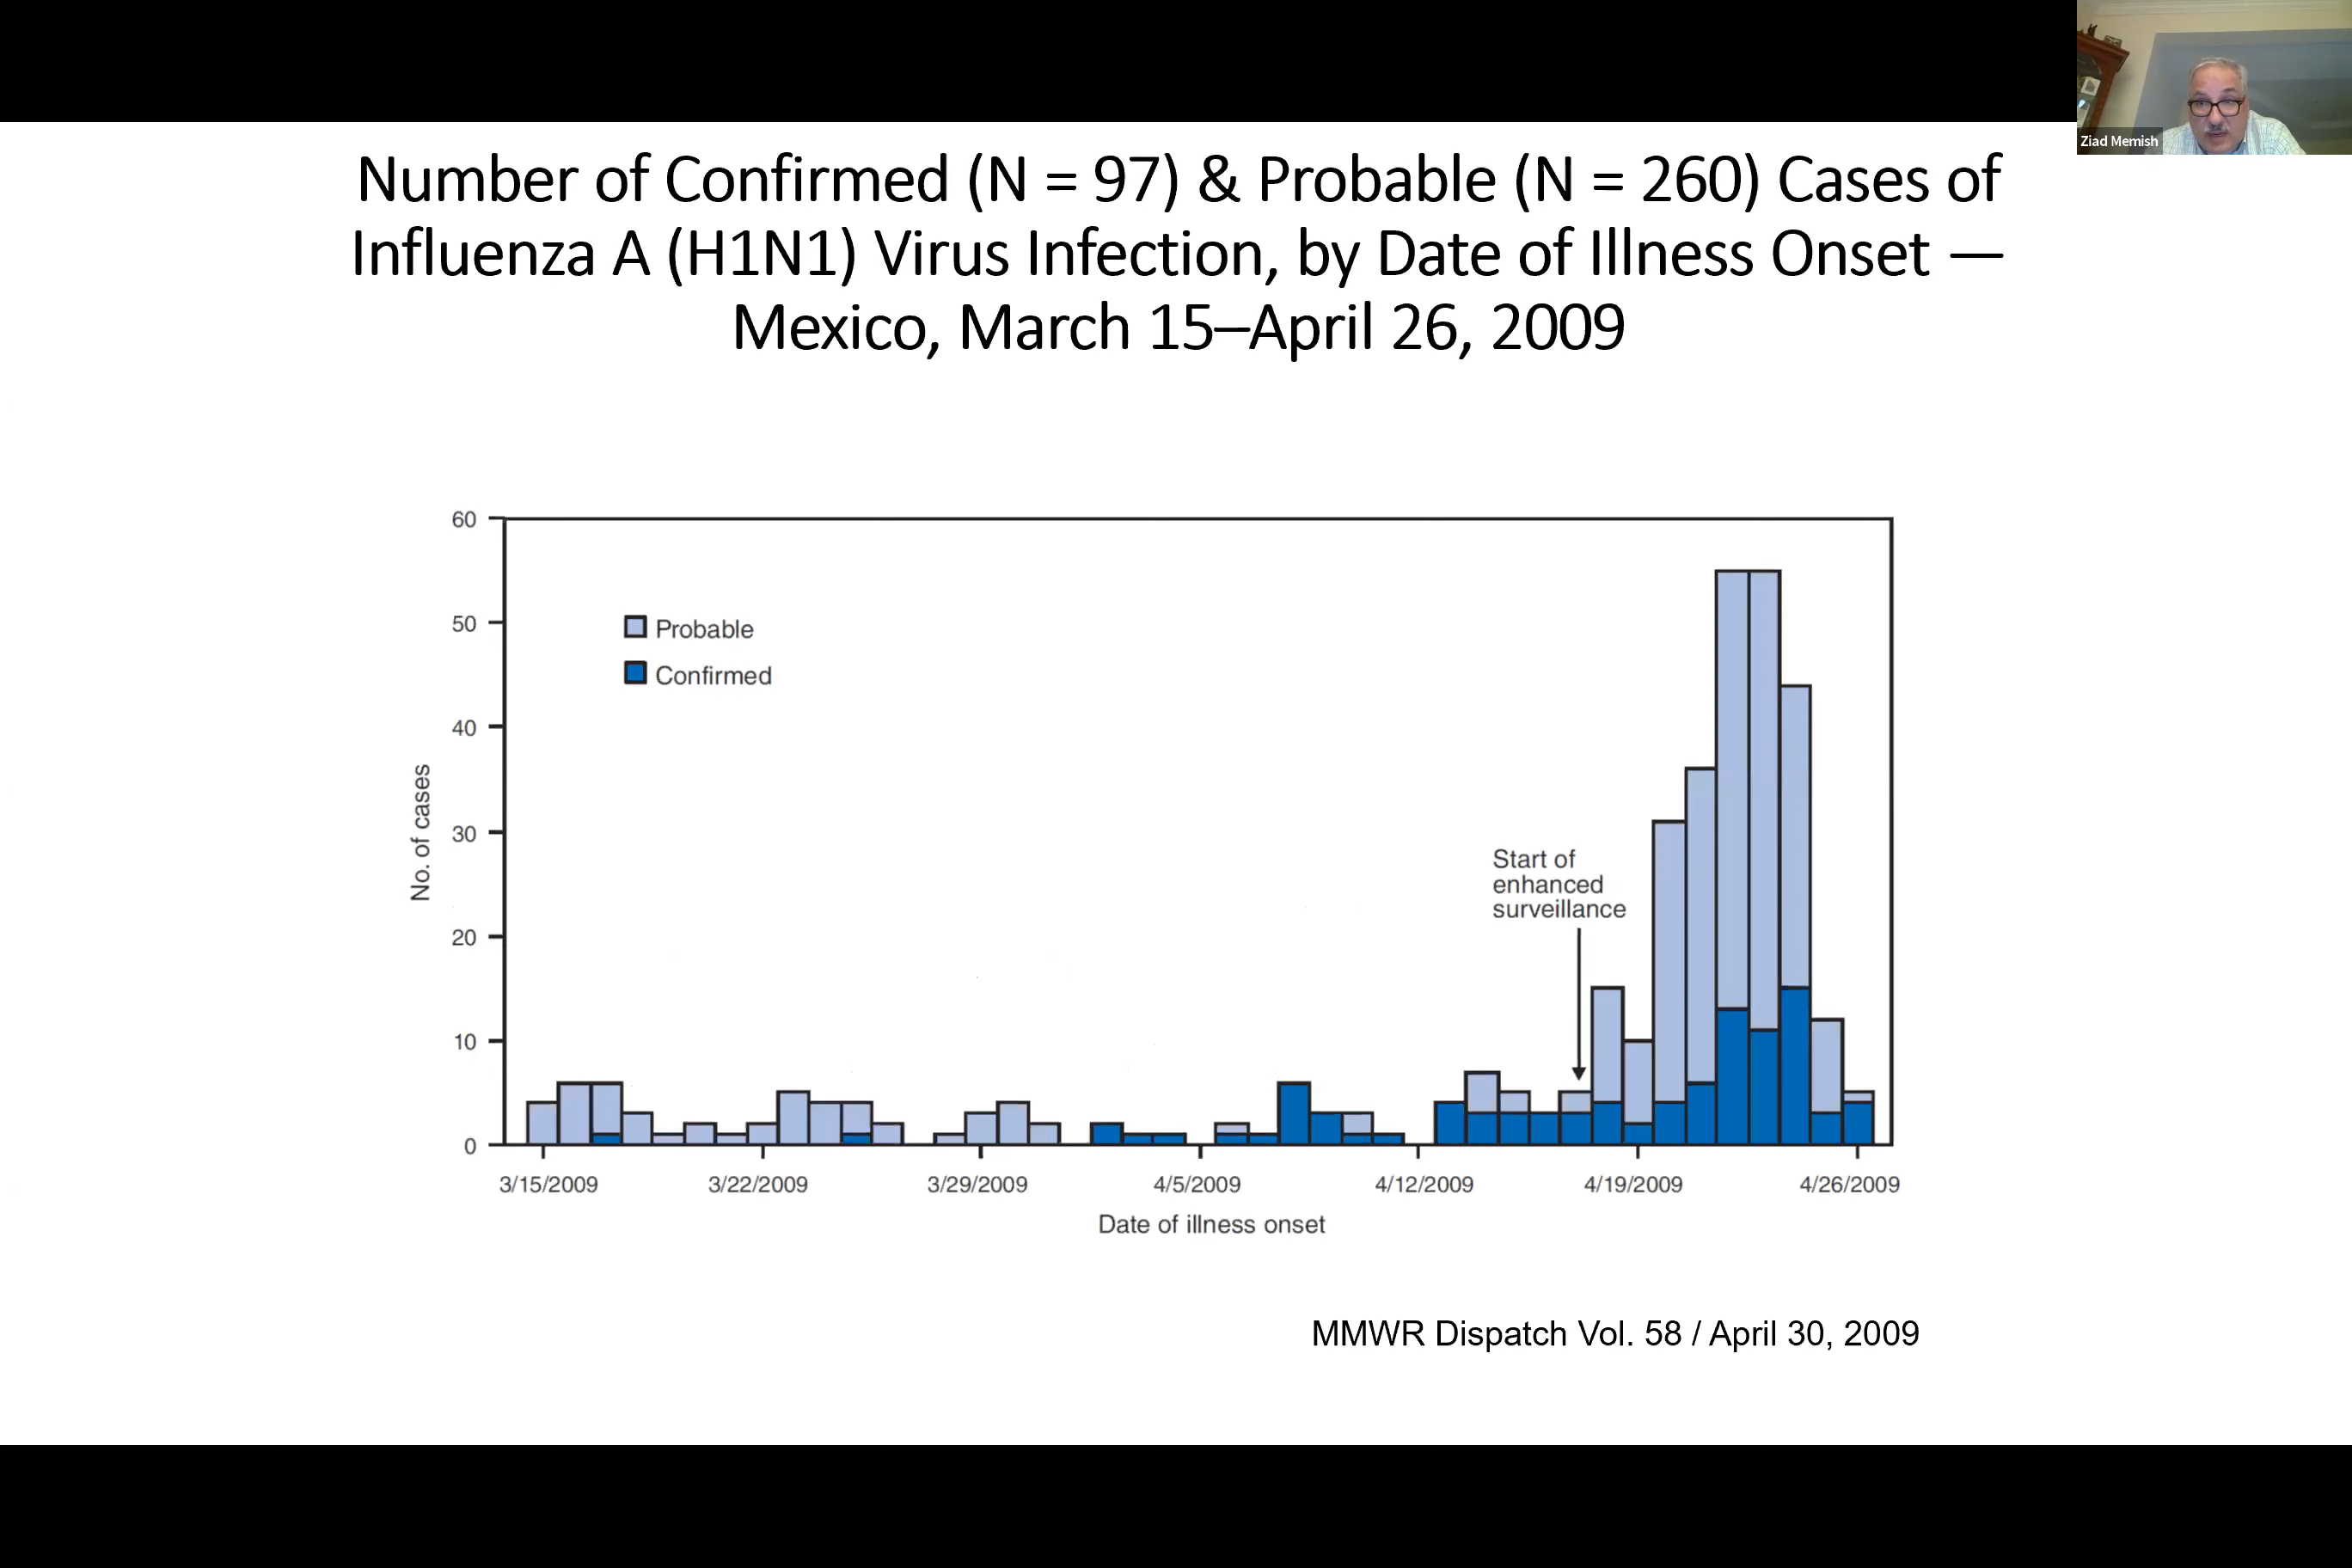 Ziad Memish
Number of Confirmed (N = 97) & Probable (N = 260) Cases of
Influenza A (H1N1) Virus Infection, by Date of Illness Onset —
Mexico, March 15–April 26, 2009
60
50
40
30
20
10
0
No. of cases
Probable
Confirmed
Start of
enhanced
surveillance
3/15/2009
3/22/2009
3/29/2009
4/5/2009
4/12/2009
4/19/2009
4/26/2009
Date of illness onset
MMWR Dispatch Vol. 58 / April 30, 2009